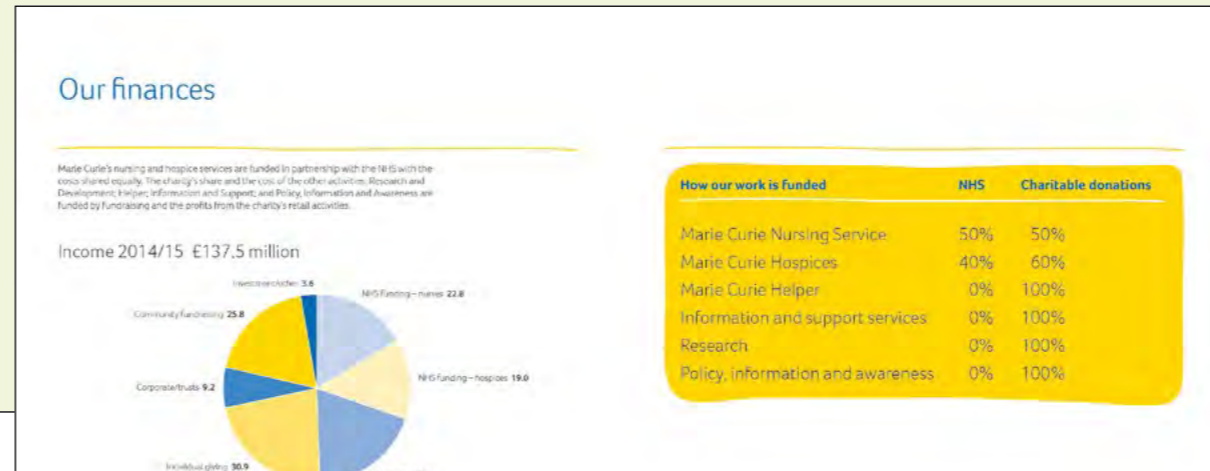 Our finances
Marie Curie's nursing and hospice services are funded in partnership with the NHS with the
costs shared equally. The charity's share and the cost of the other activities, Research and
Development; Helper; Information and Support; and Policy, Information and Awareness are
funded by fundraising and the profits from the charity's retail activities.
Income 2014/15 £137.5 million
3.6
NHS funding – nurses 22.8
Community fundraising 25.8
NHS funding – hospices 19.0
Corporate/trusts 9.2
Individual giving 30.9
How our work is funded NHS Charitable donations
Marie Curie Nursing Service 50% 50%
Marie Curie Hospices 40% 60%
Marie Curie Helper 0% 100%
Information and support services 0% 100%
Research 0% 100%
Policy, information and awareness 0% 100%